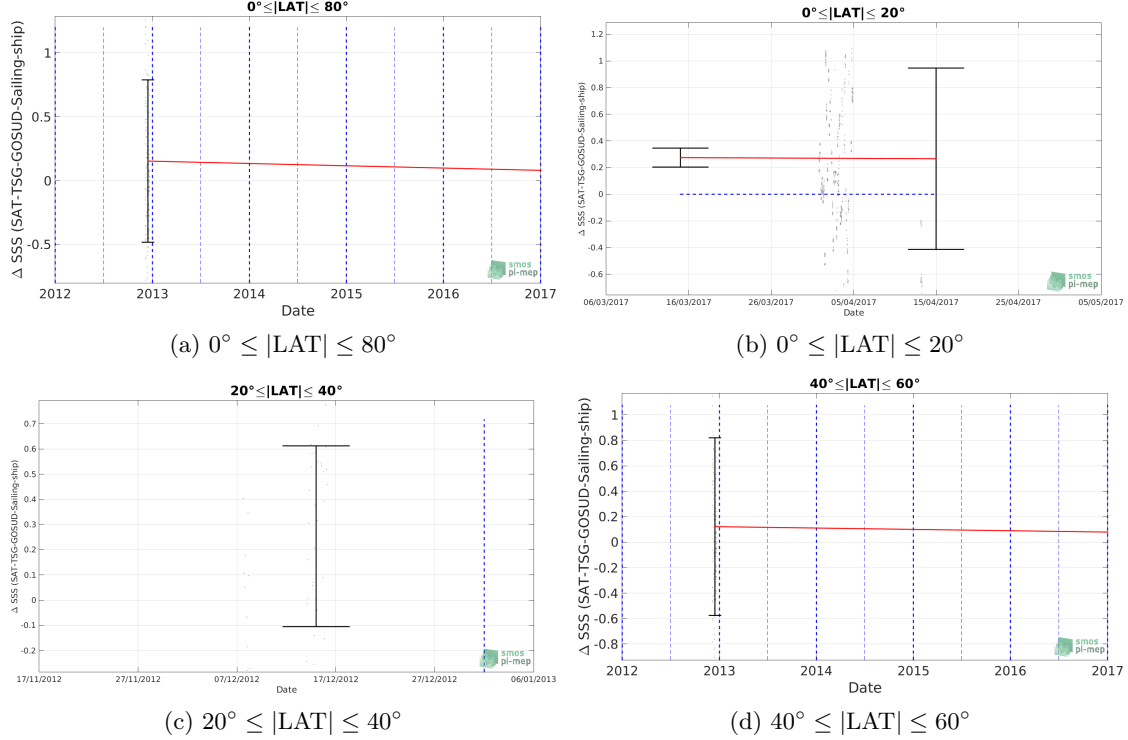 0°≤|LAT|≤ 80°
Δ SSS (SAT-TSG-GOSUD-Sailing-ship)
1
0.5
0
-0.5
2012 2013 2014 2015 2016 2017
Date
smos
pi-mep
(a) 0° ≤ |LAT| ≤ 80°
0°≤|LAT|≤ 20°
Δ SSS (SAT-TSG-GOSUD-Sailing-ship)
1.2
1
0.8
0.6
0.4
0.2
0
-0.2
-0.4
-0.6
06/03/2017 16/03/2017 26/03/2017 05/04/2017 15/04/2017 25/04/2017 05/05/2017
Date
smos
pi-mep
(b) 0° ≤ |LAT| ≤ 20°
20°≤|LAT|≤ 40°
Δ SSS (SAT-TSG-GOSUD-Sailing-ship)
0.7
0.6
0.5
0.4
0.3
0.2
0.1
0
-0.1
-0.2
17/11/2012 27/11/2012 07/12/2012 17/12/2012 27/12/2012 06/01/2013
Date
smos
pi-mep
(c) 20° ≤ |LAT| ≤ 40°
40°≤|LAT|≤ 60°
Δ SSS (SAT-TSG-GOSUD-Sailing-ship)
1
0.8
0.6
0.4
0.2
0
-0.2
-0.4
-0.6
-0.8
2012 2013 2014 2015 2016 2017
Date
smos
pi-mep
(d) 40° ≤ |LAT| ≤ 60°